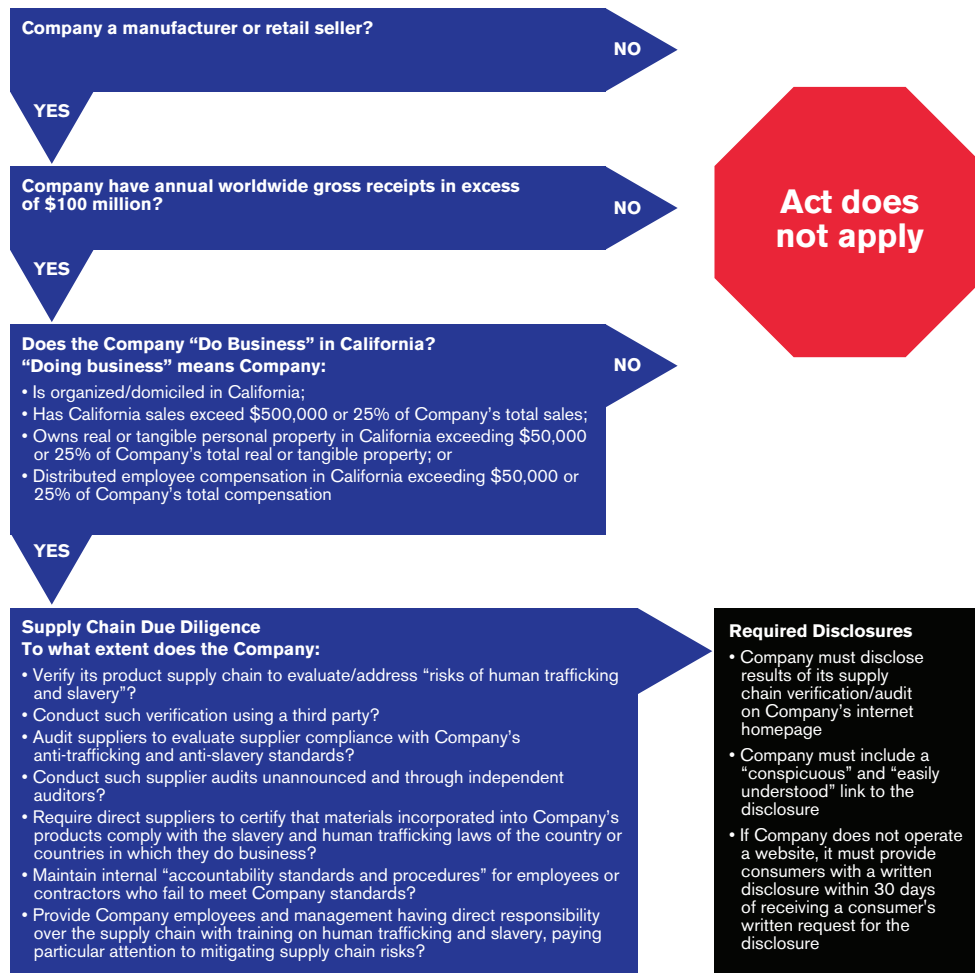 Company a manufacturer or retail seller?
NO
YES
Company have annual worldwide gross receipts in excess
of $100 million?
NO
YES
Act does
not apply
Does the Company “Do Business” in California?
“Doing business” means Company:
NO
• Is organized/domiciled in California;
• Has California sales exceed $500,000 or 25% of Company’s total sales;
• Owns real or tangible personal property in California exceeding $50,000
or 25% of Company’s total real or tangible property; or
• Distributed employee compensation in California exceeding $50,000 or
25% of Company’s total compensation
YES
Supply Chain Due Diligence
To what extent does the Company:
• Verify its product supply chain to evaluate/address “risks of human trafficking
and slavery”?
• Conduct such verification using a third party?
• Audit suppliers to evaluate supplier compliance with Company’s
anti-trafficking and anti-slavery standards?
• Conduct such supplier audits unannounced and through independent
auditors?
• Require direct suppliers to certify that materials incorporated into Company’s
products comply with the slavery and human trafficking laws of the country or
countries in which they do business?
• Maintain internal “accountability standards and procedures” for employees or
contractors who fail to meet Company standards?
• Provide Company employees and management having direct responsibility
over the supply chain with training on human trafficking and slavery, paying
particular attention to mitigating supply chain risks?
Required Disclosures
• Company must disclose
results of its supply
chain verification/audit
on Company’s internet
homepage
• Company must include a
“conspicuous” and “easily
understood” link to the
disclosure
• If Company does not operate
a website, it must provide
consumers with a written
disclosure within 30 days
of receiving a consumer’s
written request for the
disclosure